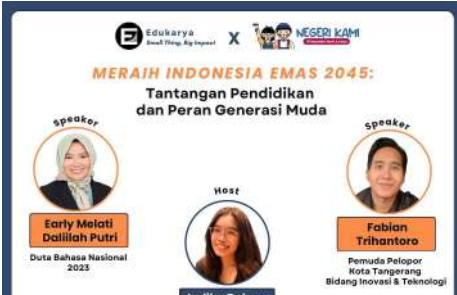 Edukarya
Small Thing, Big Impact
X
NEGERI KAMI
MERAIH INDONESIA EMAS 2045:
Tantangan Pendidikan
dan Peran Generasi Muda
Speaker
Early Melati
Dalilah Putri
Duta Bahasa Nasional
2023
Host
Speaker
Fabian
Trihantoro
Pemuda Pelopor
Kota Tangerang
Bidang Inovasi & Teknologi